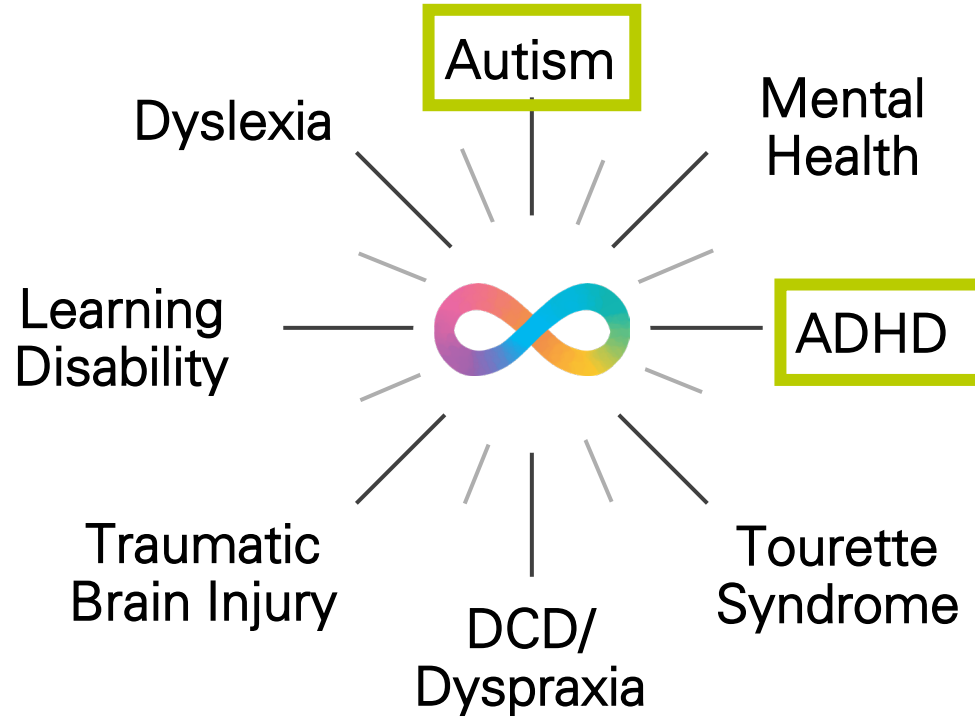 Autism
Mental
Health
Dyslexia
Learning
Disability
ADHD
Traumatic
Brain Injury
Tourette
Syndrome
DCD/
Dyspraxia